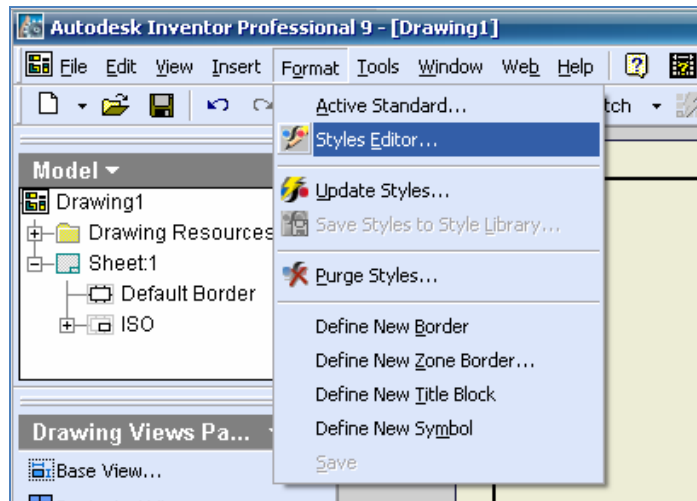 Autodesk Inventor Professional 9 - [Drawing1]
File Edit View Insert Format Tools Window Web Help
Active Standard...
tch
Styles Editor...
Model
Update Styles...
Drawing1
Save Styles to Style Library...
Drawing Resources
Sheet:1
Purge Styles...
Default Border
ISO
Define New Border
Define New Zone Border...
Define New Title Block
Drawing Views Pa...
Define New Symbol
Save
Base View...